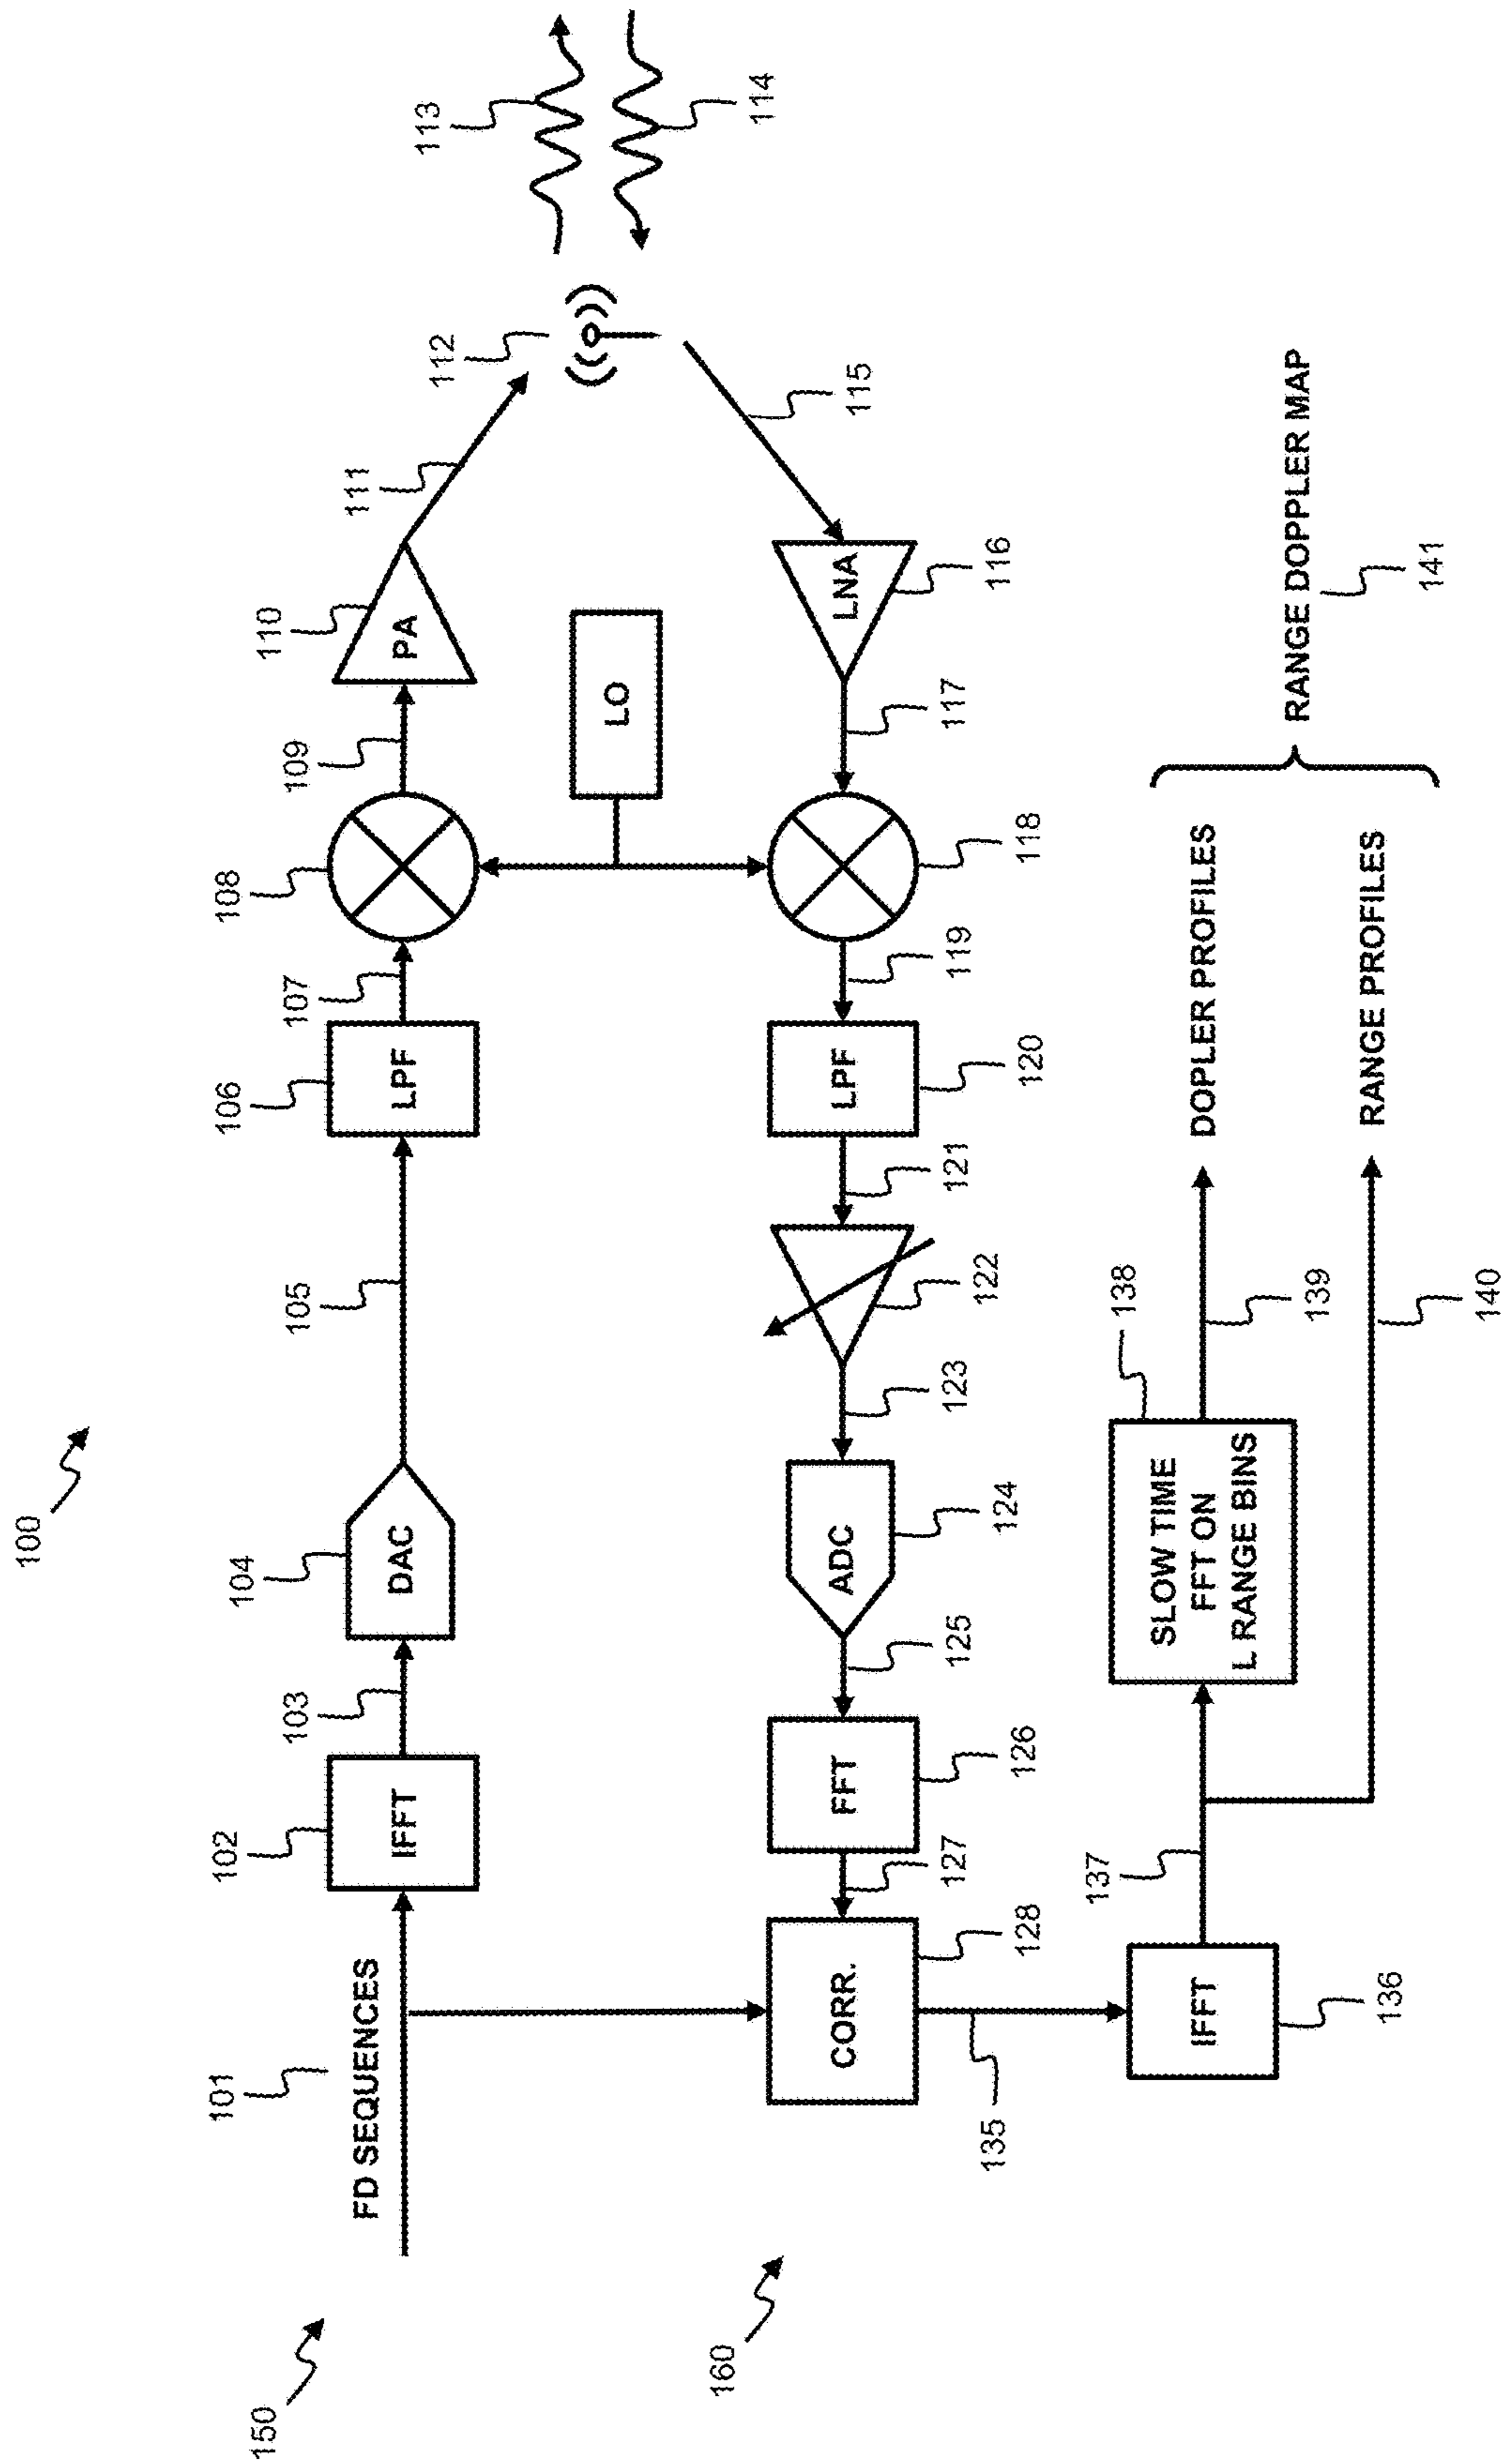 100
150
101
FD SEQUENCES
102
IFFT
103
104
DAC
105
106
LPF
107
108
109
110
PA
111
112
113
114
LO
115
LNA
116
117
118
119
LPF
120
121
122
123
ADC
124
125
FFT
126
127
CORR.
128
160
135
IFFT
136
137
138
SLOW TIME
FFT ON
L RANGE BINS
139
DOPLER PROFILES
140
RANGE PROFILES
RANGE DOPPLER MAP
141